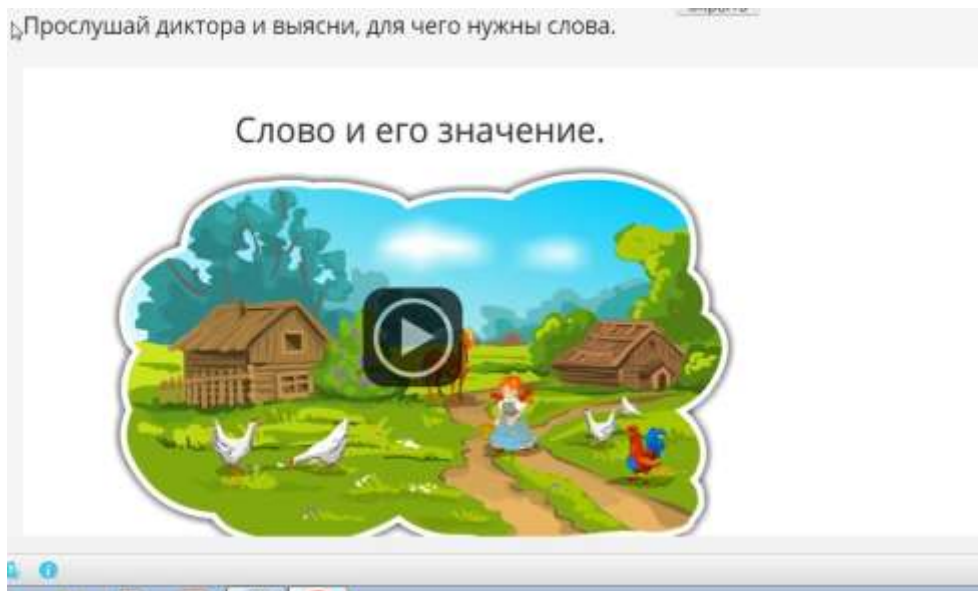 Прослушай диктора и выясни, для чего нужны слова.
Слово и его значение.